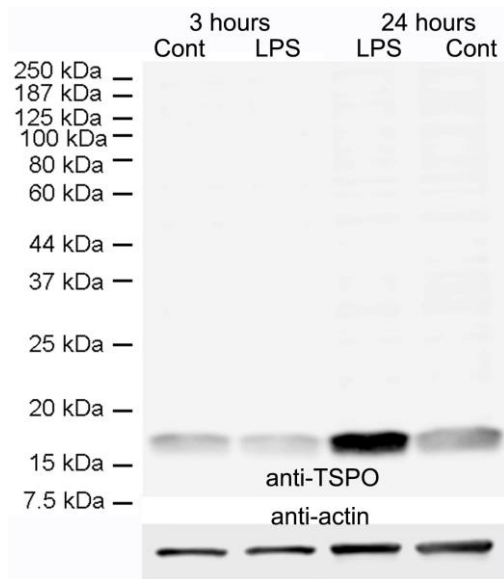 3 hours 24 hours
Cont LPS LPS Cont
250 kDa
187 kDa
125 kDa
100 kDa
80 kDa
60 kDa
44 kDa
37 kDa
25 kDa
20 kDa
15 kDa
anti-TSPO
7.5 kDa
anti-actin